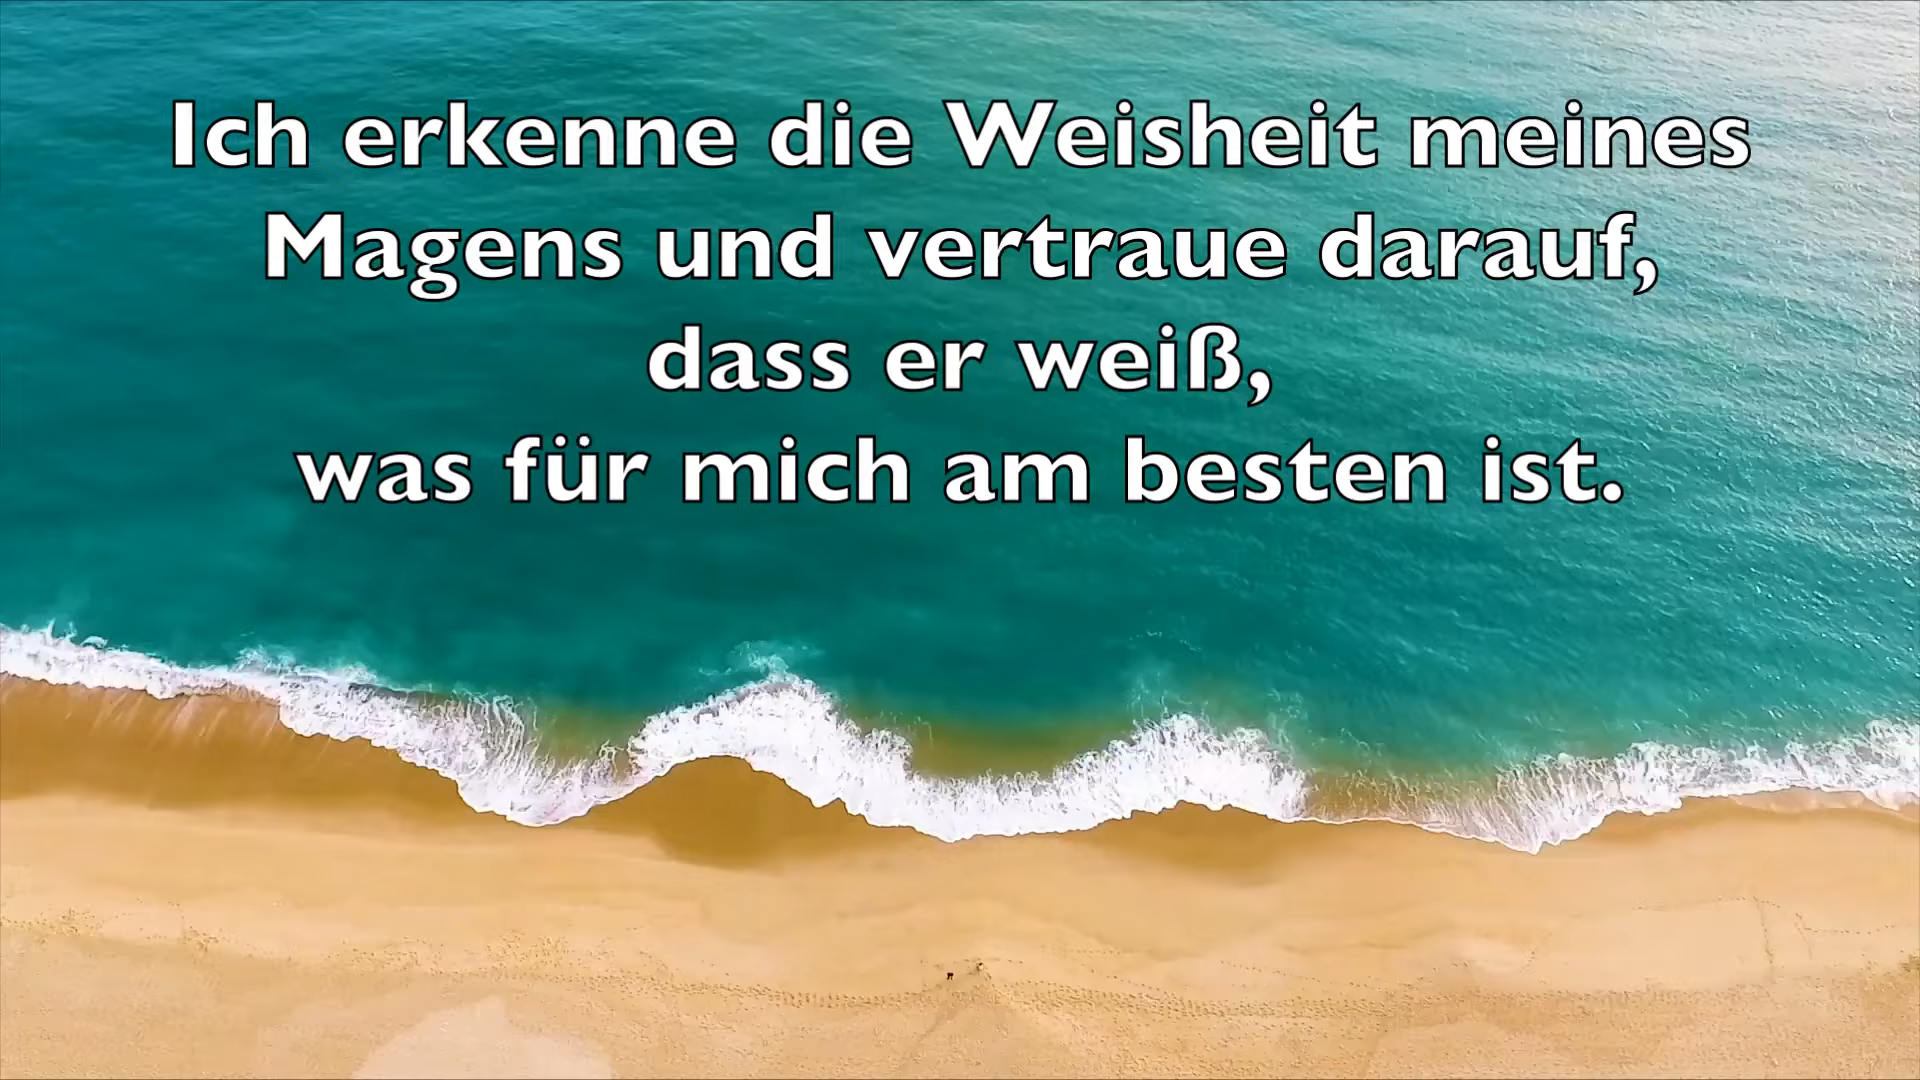 Ich erkenne die Weisheit meines
Magens und vertraue darauf,
dass er weiß,
was für mich am besten ist.